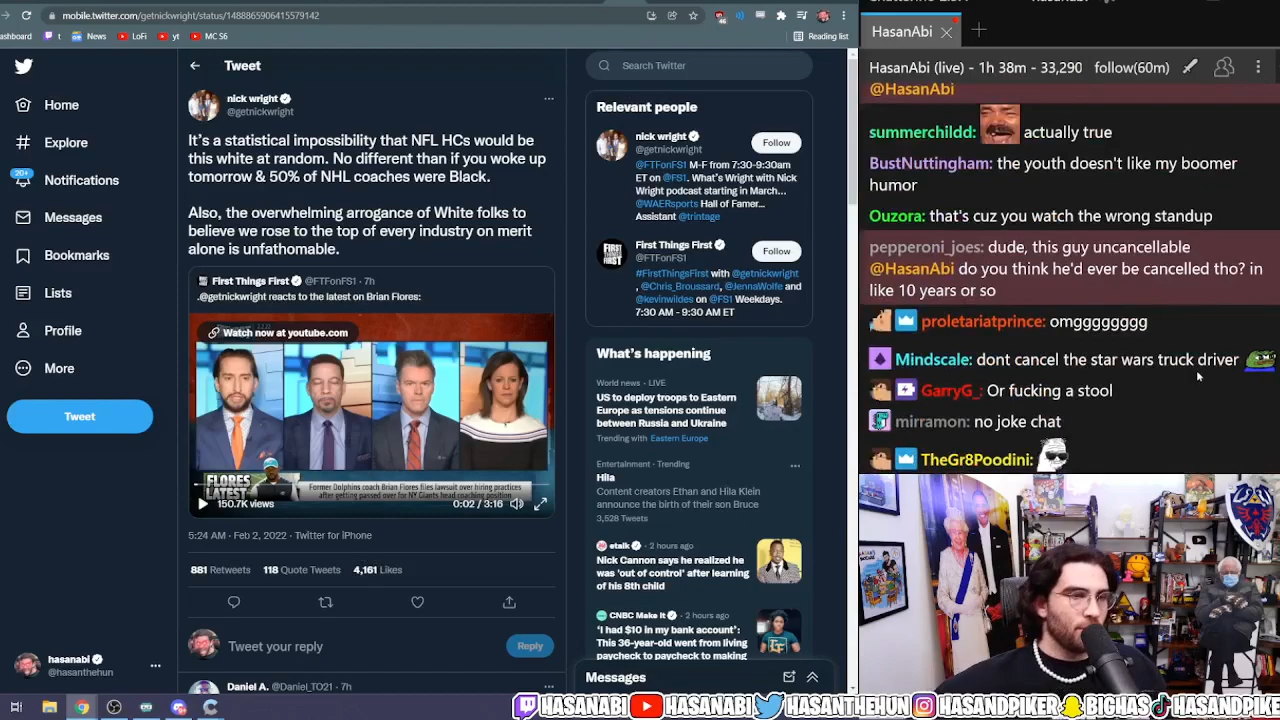 mobile.twitter.com/getnickwright/status/1488865906415579142
ashboard
t
News
LoFi
yt
MC S6
Reading list
Tweet
Search Twitter
Home
Explore
20+
Notifications
Messages
Bookmarks
Lists
Profile
More
Tweet
hasanabi
@hasanthehun
nick wright
@getnickwright
It's a statistical impossibility that NFL HCs would be
this white at random. No different than if you woke up
tomorrow & 50% of NHL coaches were Black.
Also, the overwhelming arrogance of White folks to
believe we rose to the top of every industry on merit
alone is unfathomable.
First Things First @FTFonFS1 · 7h
.@getnickwright reacts to the latest on Brian Flores:
Watch now at youtube.com
FLORES
LATEST
Former Dolphins coach Brian Flores files lawsuit over hiring practices
after getting passed over for NY Giants head coaching position
150.7K views
0:02 / 3:16
5:24 AM · Feb 2, 2022 · Twitter for iPhone
881 Retweets 118 Quote Tweets 4,161 Likes
Tweet your reply
Reply
Daniel A. @Daniel_TO21 · 7h
Relevant people
nick wright
@getnickwright
Follow
@FTFonFS1 M-F from 7:30-9:30am
ET on @FS1. What's Wright with Nick
Wright podcast starting in March...
@WAERsports Hall of Famer...
Assistant @trintage
First Things First
@FTFonFS1
Follow
#FirstThingsFirst with @getnickwright
, @Chris_Broussard, @JennaWolfe and
@kevinwildes on @FS1 Weekdays.
7:30 AM - 9:30 AM ET
What's happening
World news · LIVE
US to deploy troops to Eastern
Europe as tensions continue
between Russia and Ukraine
Trending with Eastern Europe
Entertainment · Trending
Hila
Content creators Ethan and Hila Klein
announce the birth of their son Bruce
3,528 Tweets
etalk · 2 hours ago
Nick Cannon says he realized he
was 'out of control' after learning
of his 8th child
CNBC Make It · 2 hours ago
'I had $10 in my bank account':
This 36-year-old went from living
paycheck to paycheck to making
Messages
HasanAbi
HasanAbi (live) - 1h 38m - 33,290 follow(60m)
@HasanAbi
summerchildd: actually true
BustNuttingham: the youth doesn't like my boomer
humor
Ouzora: that's cuz you watch the wrong standup
pepperoni_joes: dude, this guy uncancellable
@HasanAbi do you think he'd ever be cancelled tho? in
like 10 years or so
proletariatprince: omgggggggg
Mindscale: dont cancel the star wars truck driver
GarryG_: Or fucking a stool
mirramon: no joke chat
TheGr8Poodini:
HASANABI HASANABI HASANTHEHUN HASANDPIKER BIGHAS HASANDPIKER